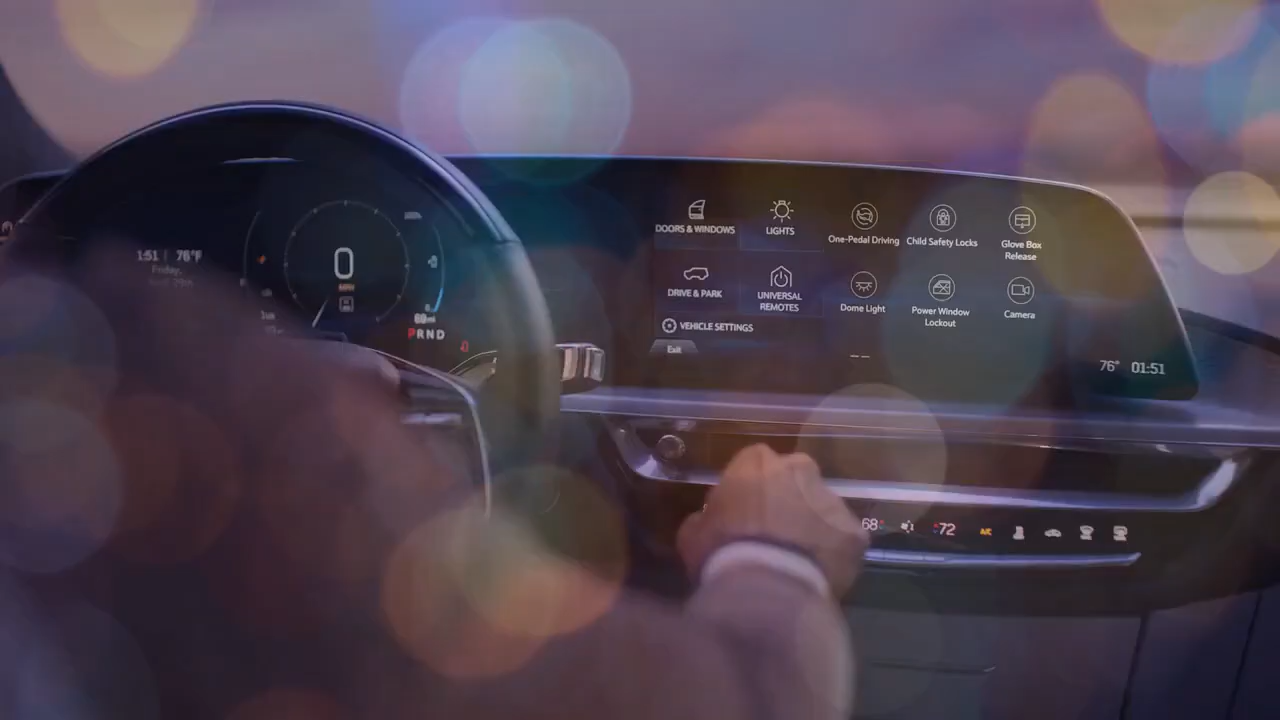 1:51 76°F
Friday,
0
MPH
PRND
DOORS & WINDOWS
LIGHTS
One-Pedal Driving
Child Safety Locks
Glove Box
Release
DRIVE & PARK
UNIVERSAL
REMOTES
Dome Light
Power Window
Lockout
Camera
VEHICLE SETTINGS
Exit
-- 
76° 01:51
68
72
A/C